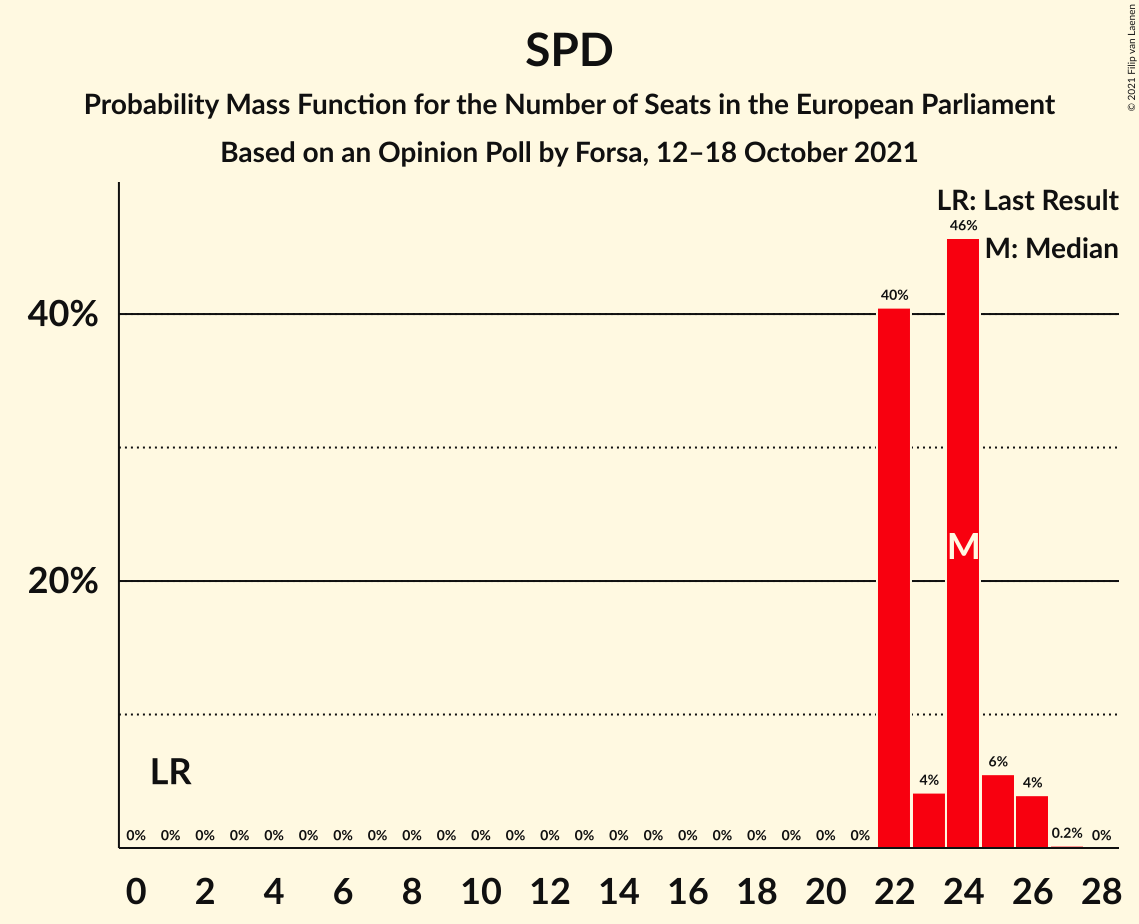 SPD
Probability Mass Function for the Number of Seats in the European Parliament
Based on an Opinion Poll by Forsa, 12–18 October 2021
© 2021 Filip van Laenen
LR: Last Result
M: Median
46%
40%
40%
M
20%
LR
6%
4%
4%
0% 0% 0% 0% 0% 0% 0% 0% 0% 0% 0% 0% 0% 0% 0% 0% 0% 0% 0% 0% 0% 0% 0.2% 0%
0 2 4 6 8 10 12 14 16 18 20 22 24 26 28